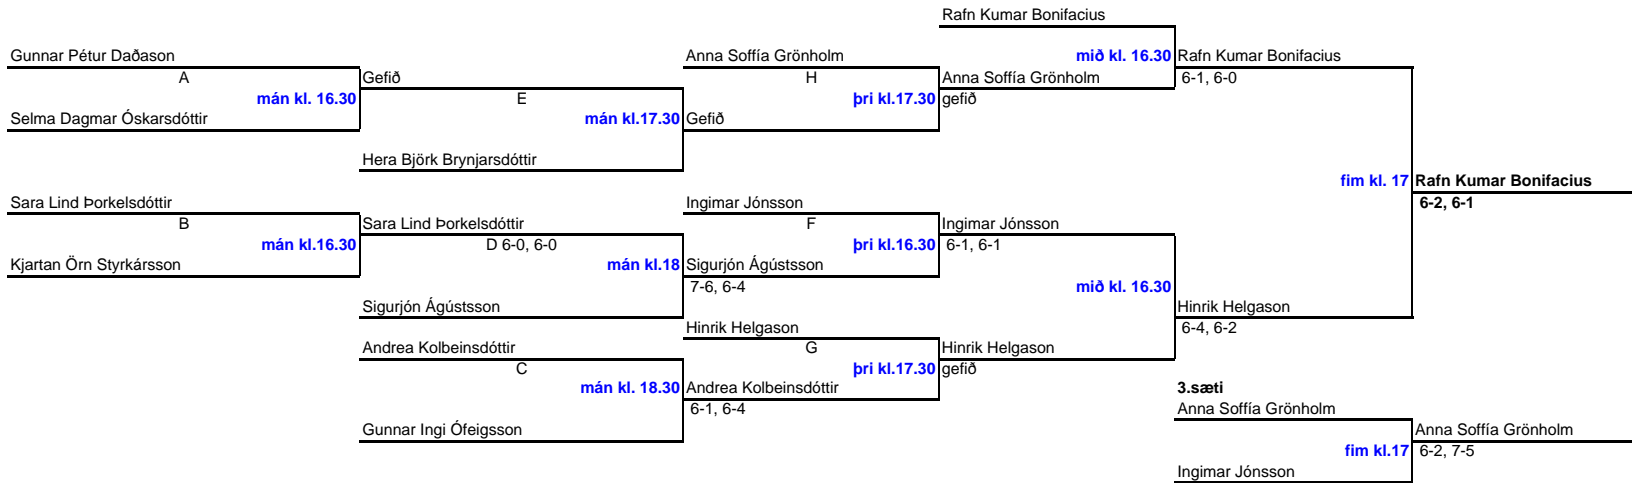 Rafn Kumar Bonifacius
Gunnar Pétur Daðason
Anna Soffía Grönholm
mið kl. 16.30 Rafn Kumar Bonifacius
A
Gefið
H
Anna Soffía Grönholm
6-1, 6-0
mán kl. 16.30
E
þri kl.17.30 gefið
Selma Dagmar Óskarsdóttir
mán kl.17.30 Gefið
Hera Björk Brynjarsdóttir
fim kl. 17 Rafn Kumar Bonifacius
Sara Lind Þorkelsdóttir
Ingimar Jónsson
6-2, 6-1
B
Sara Lind Þorkelsdóttir
F
Ingimar Jónsson
mán kl.16.30
D 6-0, 6-0
þri kl.16.30 6-1, 6-1
Kjartan Örn Styrkársson
mán kl.18 Sigurjón Ágústsson
7-6, 6-4
mið kl. 16.30
Sigurjón Ágústsson
Hinrik Helgason
Hinrik Helgason
6-4, 6-2
Andrea Kolbeinsdóttir
G
Hinrik Helgason
C
þri kl.17.30 gefið
mán kl. 18.30 Andrea Kolbeinsdóttir
3.sæti
6-1, 6-4
Anna Soffía Grönholm
Gunnar Ingi Ófeigsson
Anna Soffía Grönholm
fim kl.17 6-2, 7-5
Ingimar Jónsson